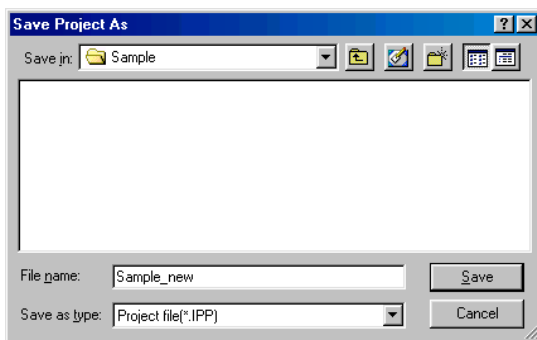 Save Project As
Save in: Sample
File name: Sample_new Save
Save as type: Project file(*.IPP) Cancel